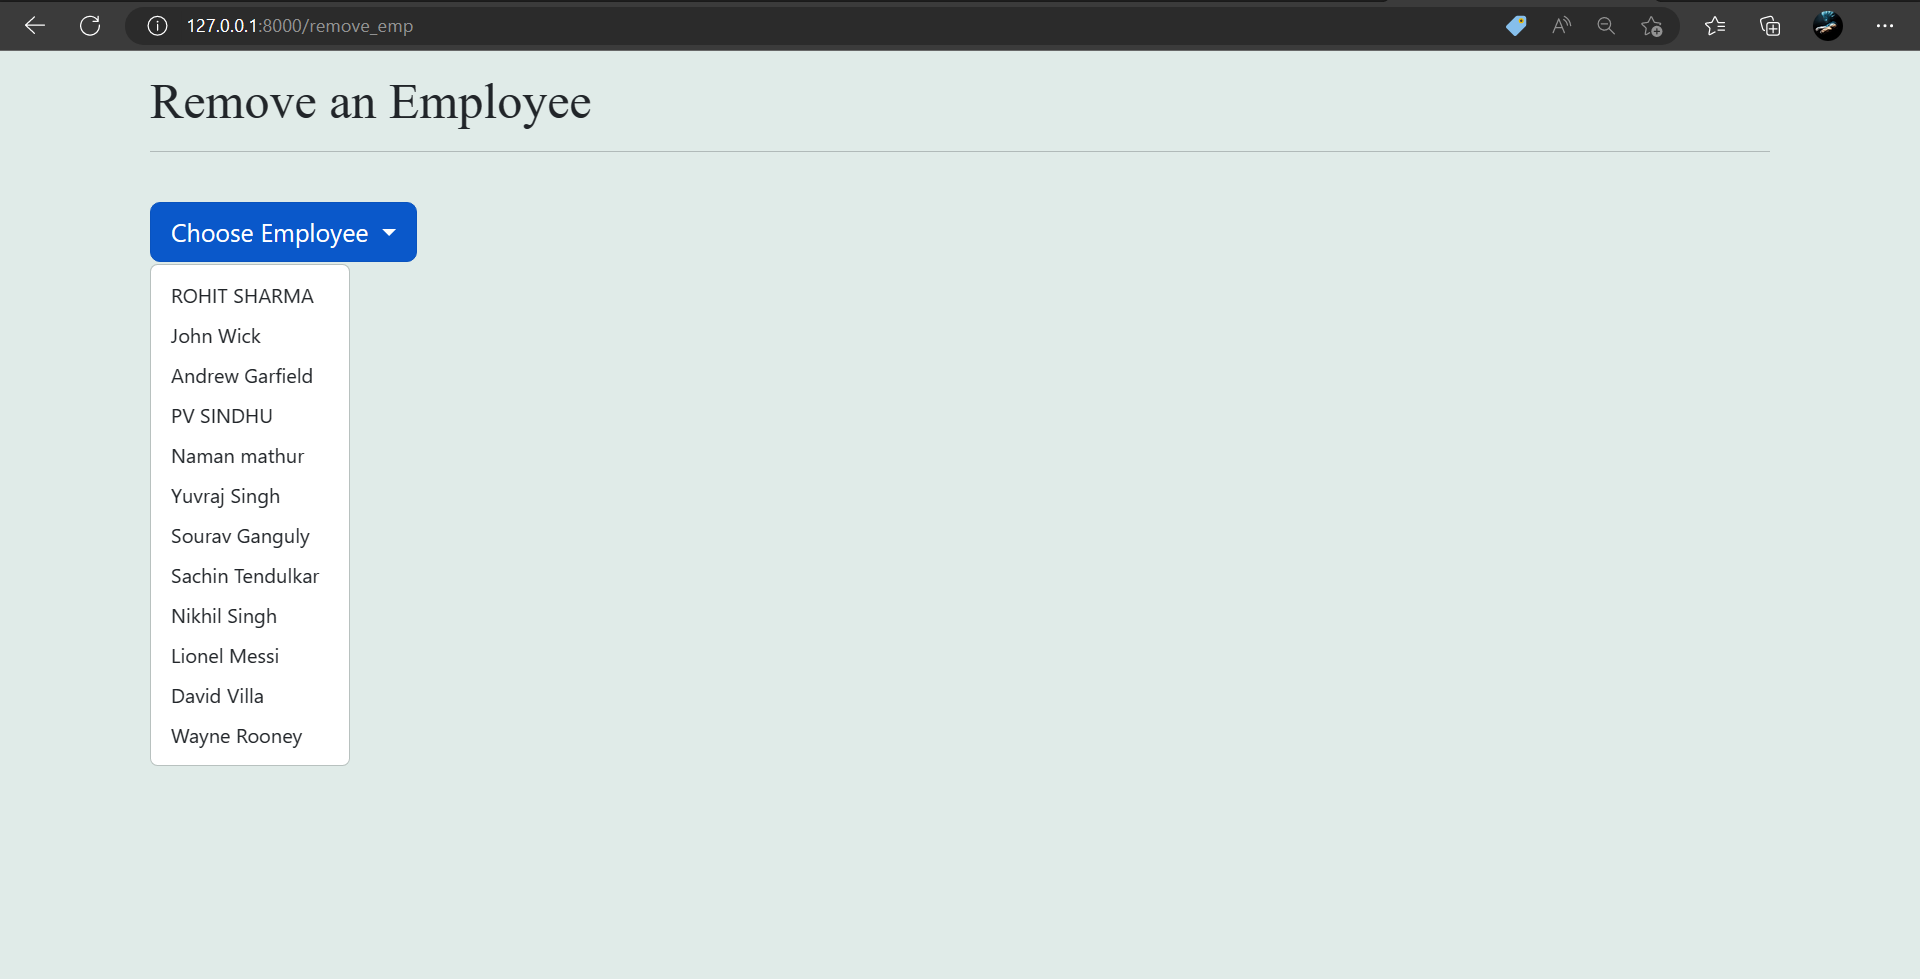 127.0.0.1:8000/remove_emp
Remove an Employee
Choose Employee
ROHIT SHARMA
John Wick
Andrew Garfield
PV SINDHU
Naman mathur
Yuvraj Singh
Sourav Ganguly
Sachin Tendulkar
Nikhil Singh
Lionel Messi
David Villa
Wayne Rooney